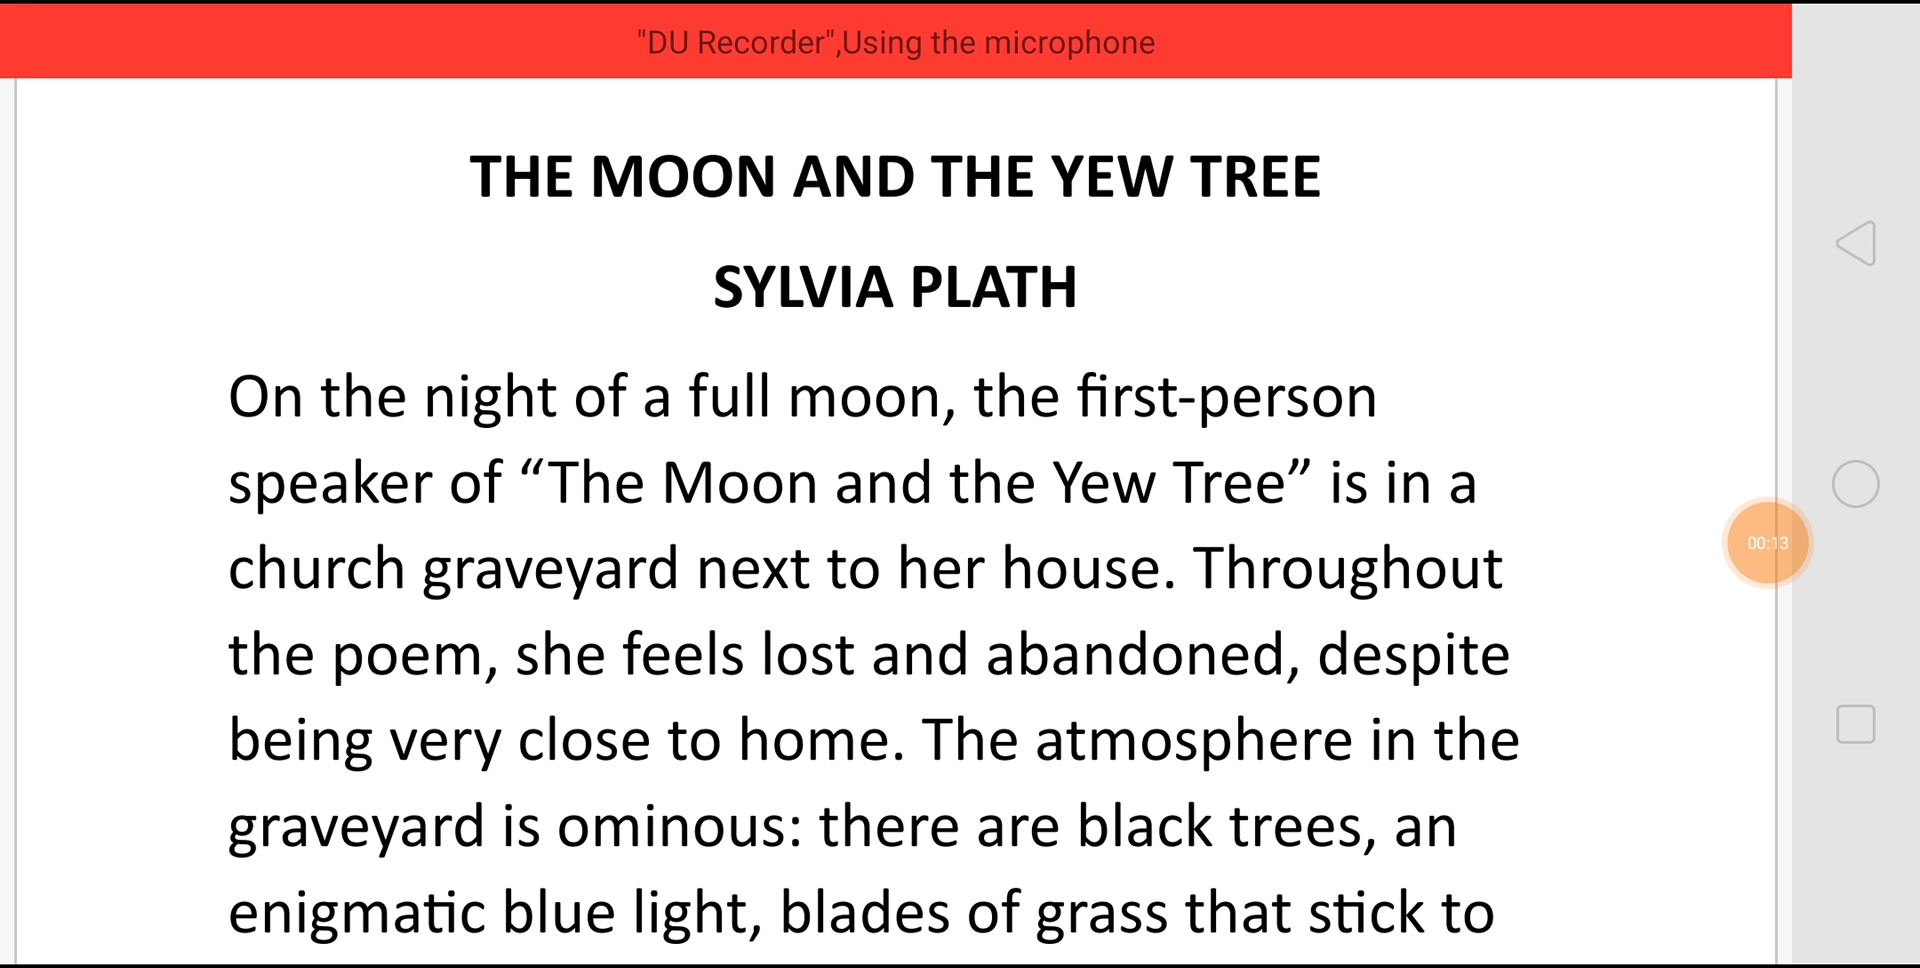 "DU Recorder",Using the microphone
THE MOON AND THE YEW TREE
SYLVIA PLATH
On the night of a full moon, the first-person
speaker of “The Moon and the Yew Tree” is in a
church graveyard next to her house. Throughout
00:13
the poem, she feels lost and abandoned, despite
being very close to home. The atmosphere in the
graveyard is ominous: there are black trees, an
enigmatic blue light, blades of grass that stick to